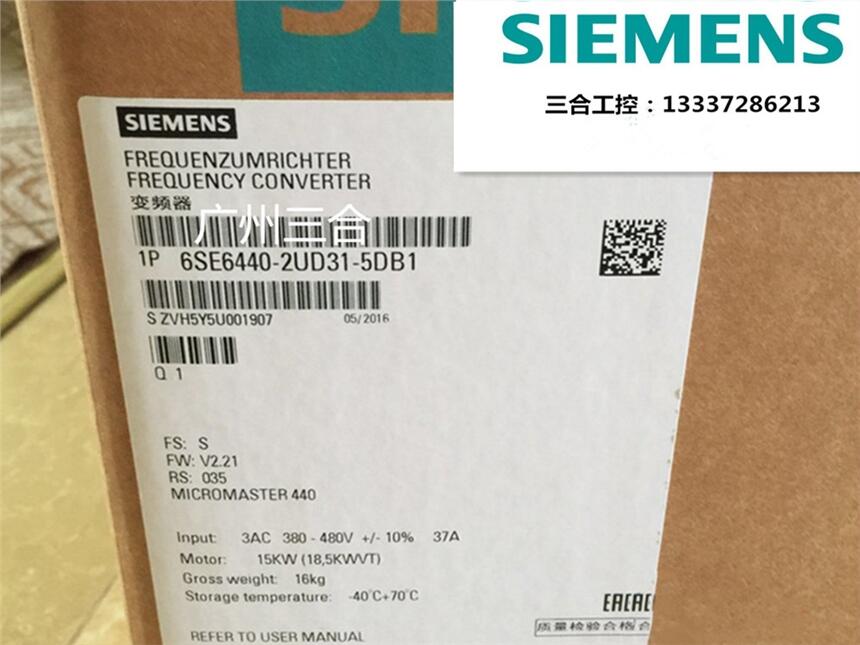 SIEMENS
三合工控：13337286213
SIEMENS
FREQUENZUMRICHTER
FREQUENCY CONVERTER
变频器
广州三合
1P 6SE6440-2UD31-5DB1
S ZVH5Y5U001907 05/2016
Q 1
FS: S
FW: V2.21
RS: 035
MICROMASTER 440
Input: 3AC 380 - 480V +/- 10% 37A
Motor: 15KW (18,5KWVT)
Gross weight: 16kg
Storage temperature: -40°C+70°C
EAC
质量检验合格
REFER TO USER MANUAL